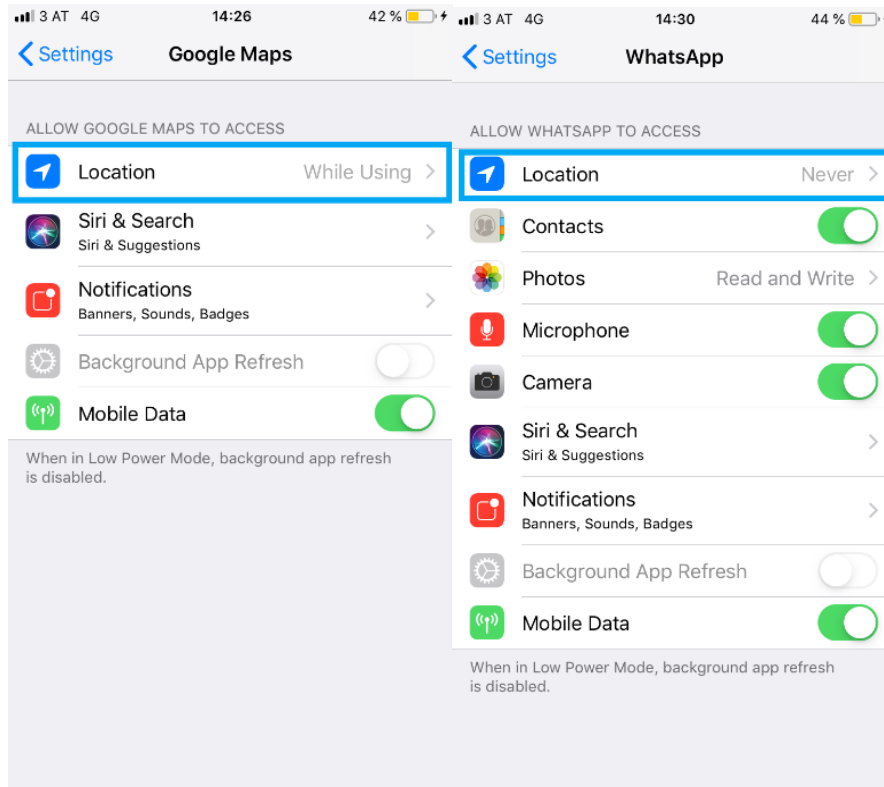 3 AT 4G 14:26 42 %
Settings Google Maps
ALLOW GOOGLE MAPS TO ACCESS
Location While Using
Siri & Search
Siri & Suggestions
Notifications
Banners, Sounds, Badges
Background App Refresh
Mobile Data
When in Low Power Mode, background app refresh
is disabled.
3 AT 4G 14:30 44 %
Settings WhatsApp
ALLOW WHATSAPP TO ACCESS
Location Never
Contacts
Photos Read and Write
Microphone
Camera
Siri & Search
Siri & Suggestions
Notifications
Banners, Sounds, Badges
Background App Refresh
Mobile Data
When in Low Power Mode, background app refresh
is disabled.